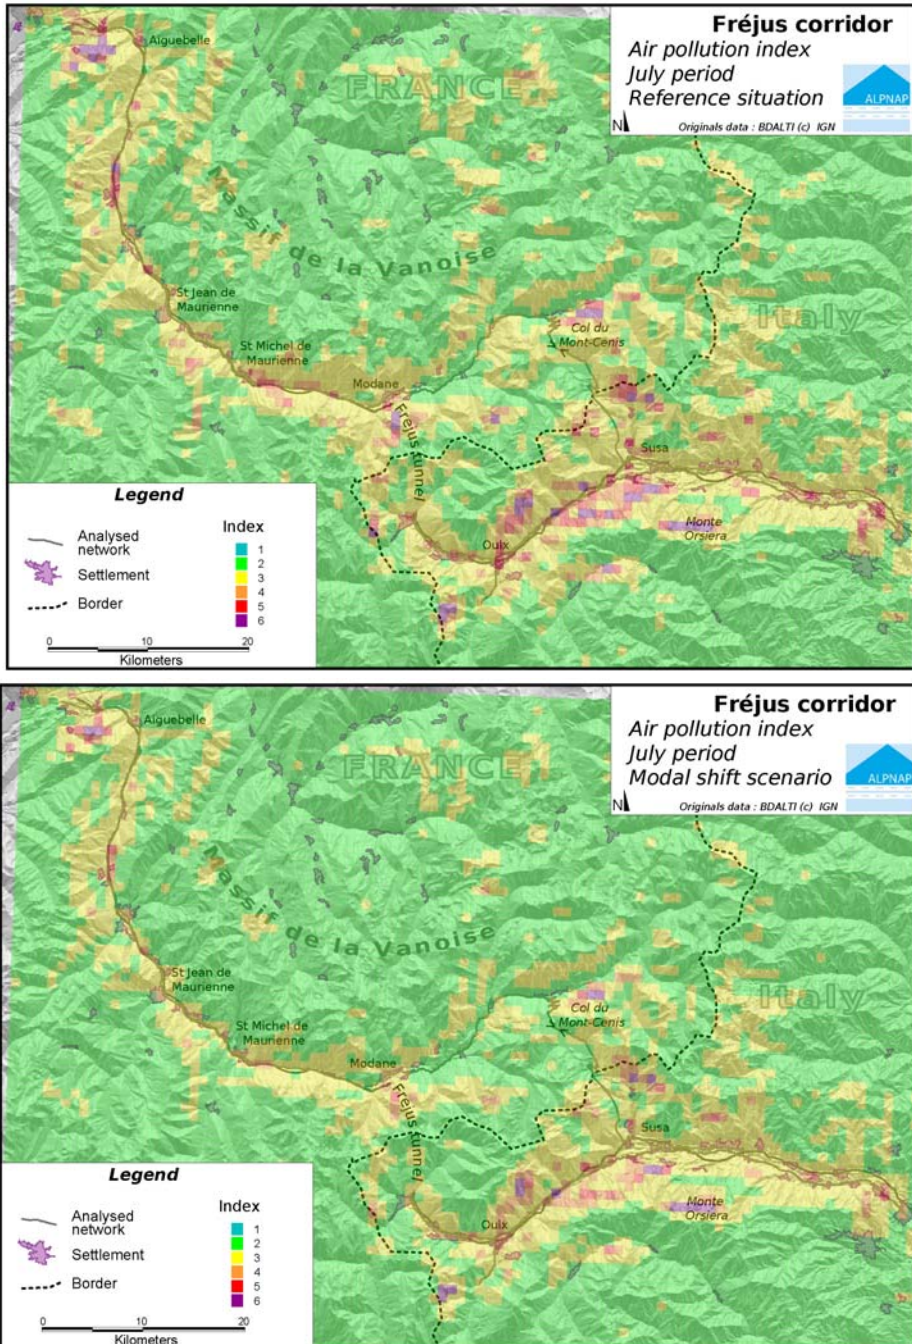 Fréjus corridor
Air pollution index
July period
Reference situation
ALPNAP
N
Originals data : BDALTI (c) IGN
Aiguebelle
FRANCE
Massif
de la Vanoise
St Jean de
Maurienne
St Michel de
Maurienne
Modane
Col du
Mont-Cenis
Italy
Fréjus tunnel
Susa
Oulx
Monte
Orsiera
Legend
Analysed
network
Settlement
Border
Index
1
2
3
4
5
6
0 10 20
Kilometers
Fréjus corridor
Air pollution index
July period
Modal shift scenario
ALPNAP
N
Originals data : BDALTI (c) IGN
Aiguebelle
FRANCE
Massif
de la Vanoise
St Jean de
Maurienne
St Michel de
Maurienne
Modane
Col du
Mont-Cenis
Italy
Fréjus tunnel
Susa
Oulx
Monte
Orsiera
Legend
Analysed
network
Settlement
Border
Index
1
2
3
4
5
6
0 10 20
Kilometers